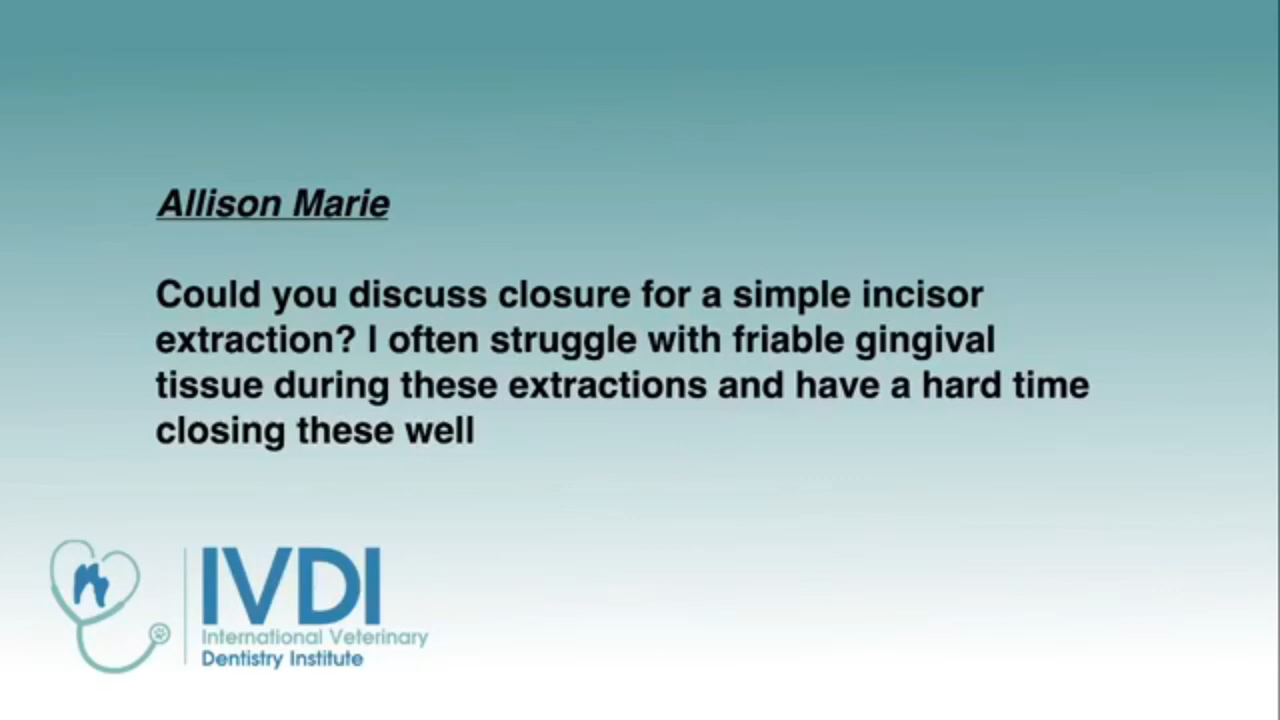 Allison Marie
Could you discuss closure for a simple incisor
extraction? I often struggle with friable gingival
tissue during these extractions and have a hard time
closing these well
IVDI
International Veterinary
Dentistry Institute